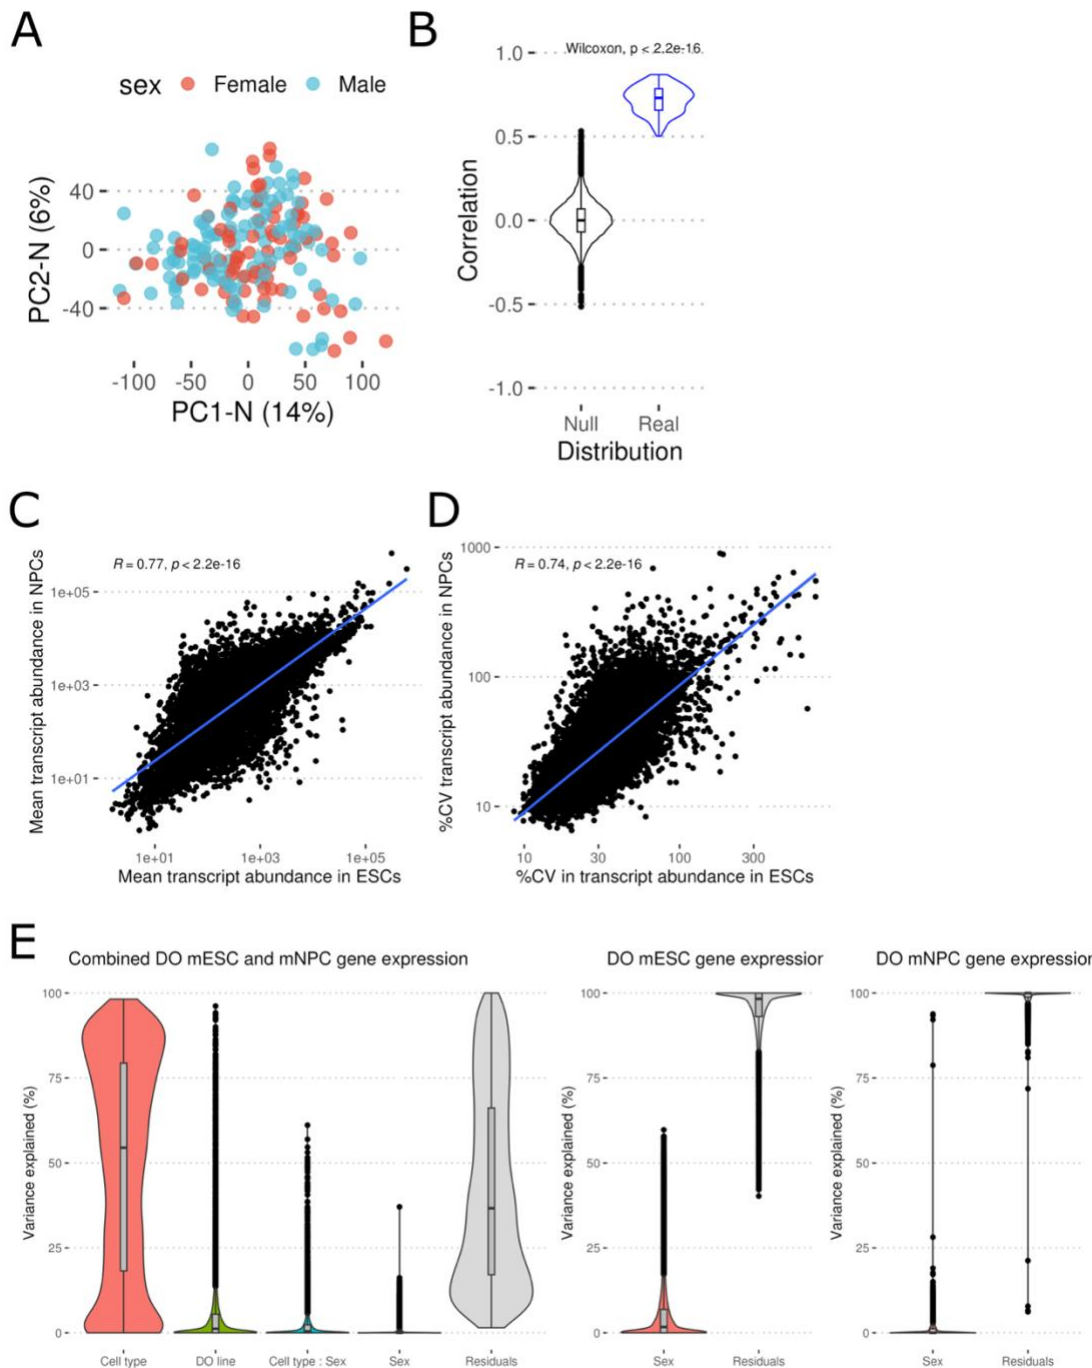 A
sex Female Male
PC2-N (6%)
40
0
-40
-100 -50 0 50 100
PC1-N (14%)
B
Wilcoxon, p < 2.2e-16
Correlation
1.0
0.5
0.0
-0.5
-1.0
Null Real
Distribution
C
R = 0.77, p < 2.2e-16
Mean transcript abundance in NPCs
1e+05
1e+03
1e+01
1e+01 1e+03 1e+05
Mean transcript abundance in ESCs
D
R = 0.74, p < 2.2e-16
%CV transcript abundance in NPCs
1000
100
10
10 30 100 300
%CV in transcript abundance in ESCs
E
Combined DO mESC and mNPC gene expression
Variance explained (%)
100
75
50
25
0
Cell type DO line Cell type : Sex Sex Residuals
DO mESC gene expression
Variance explained (%)
100
75
50
25
0
Sex Residuals
DO mNPC gene expression
Variance explained (%)
100
75
50
25
0
Sex Residuals